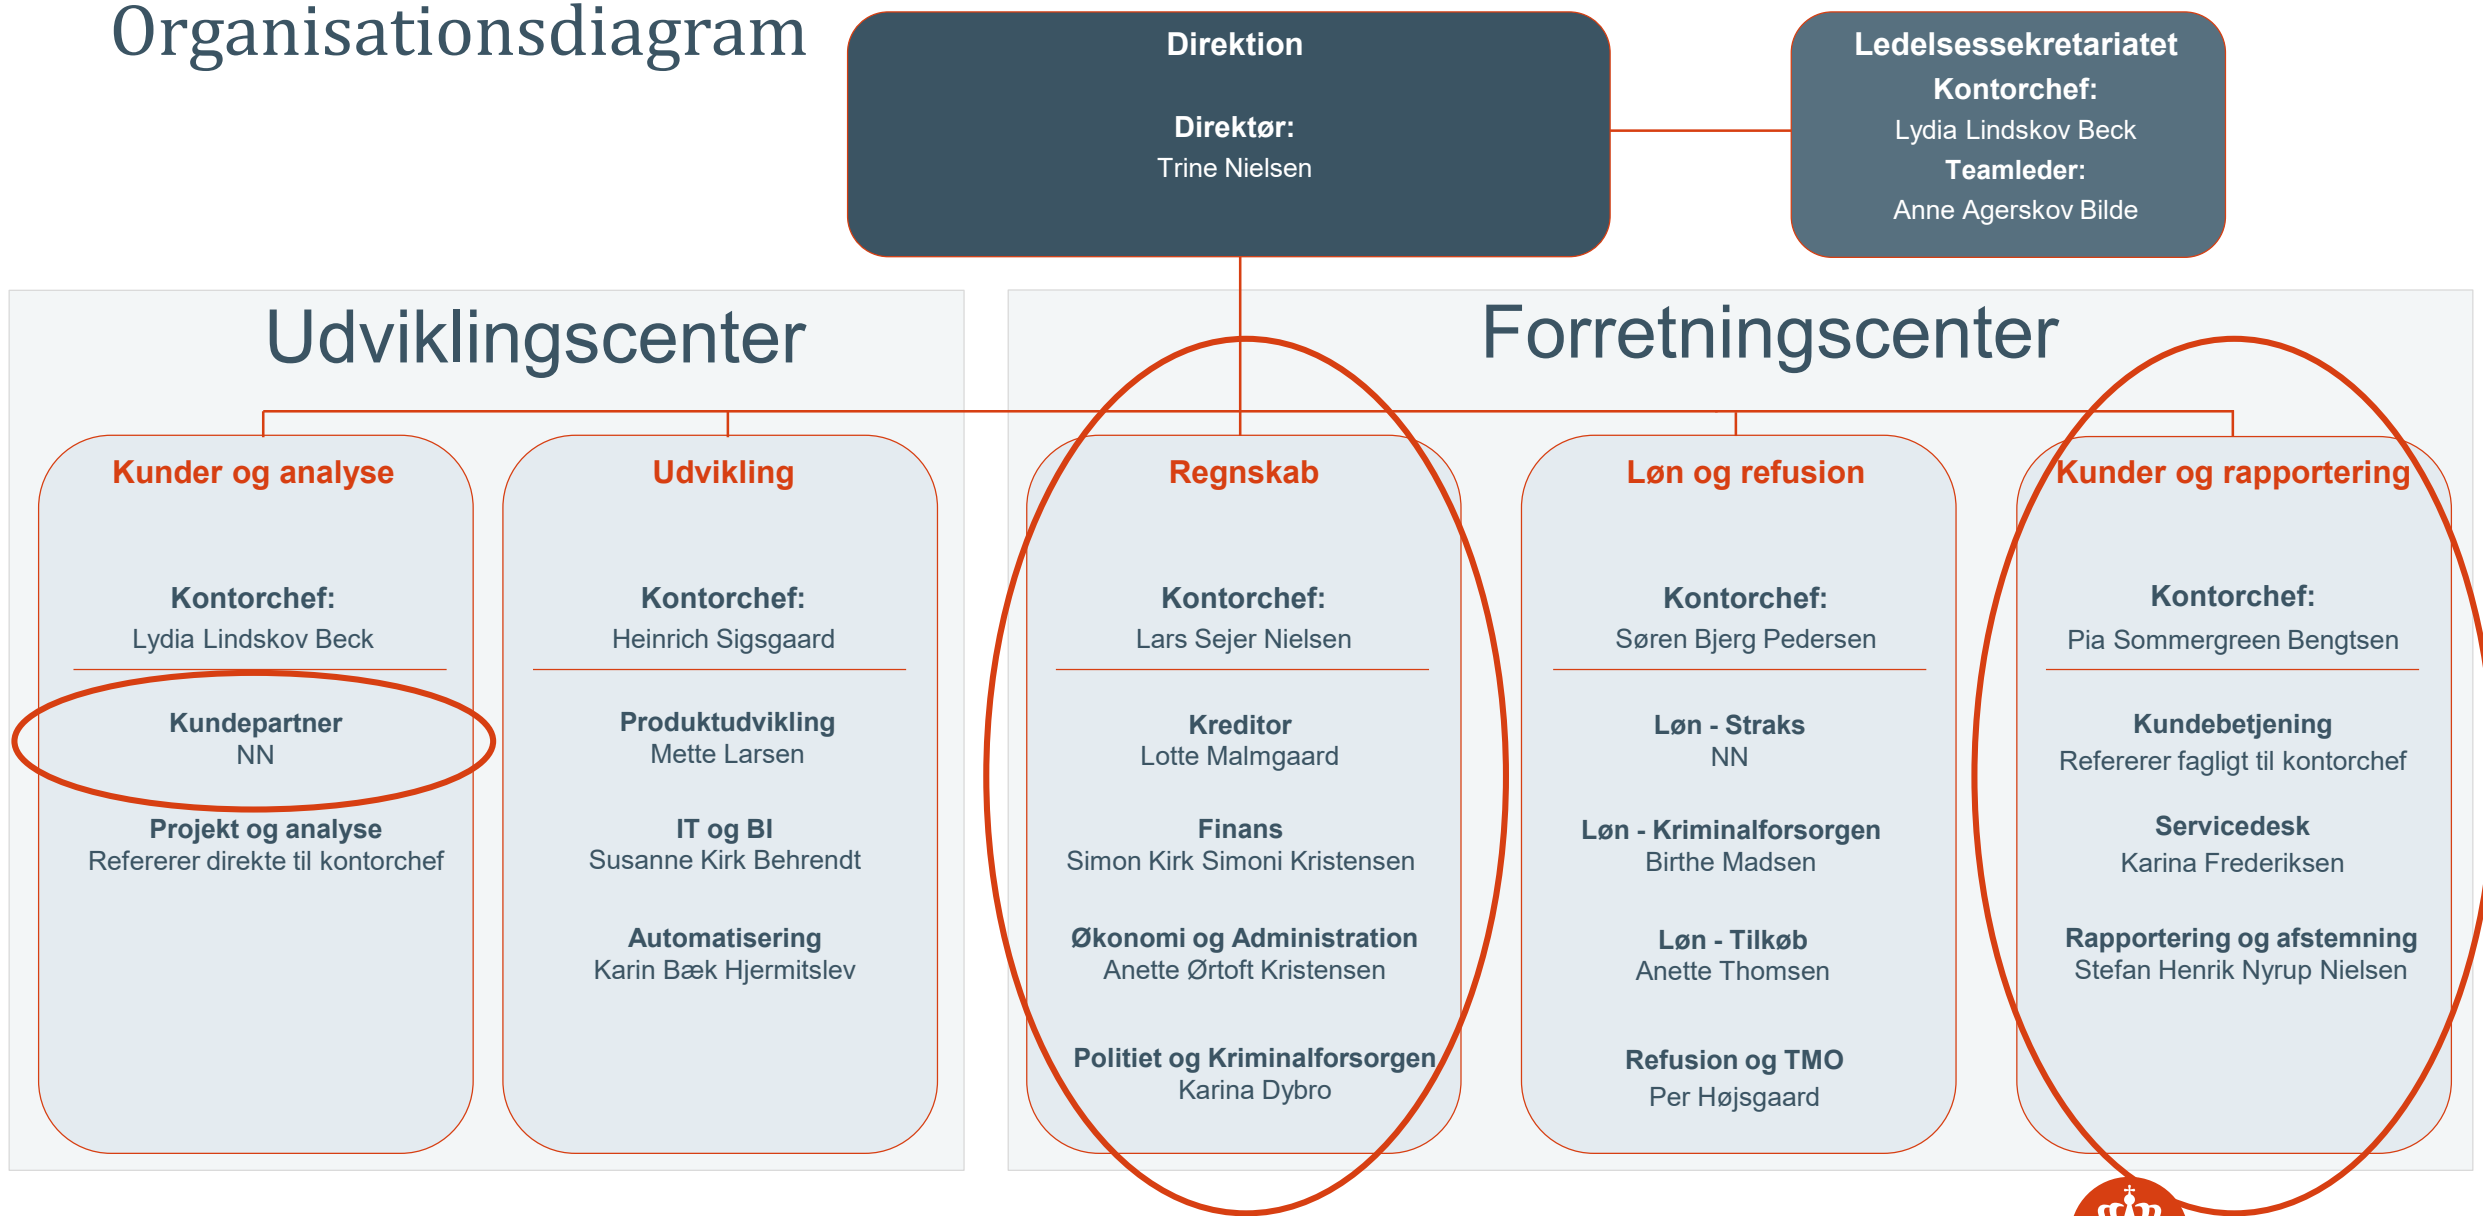 Organisationsdiagram
Direktion
Direktør:
Trine Nielsen
Ledelsessekretariatet
Kontorchef:
Lydia Lindskov Beck
Teamleder:
Anne Agerskov Bilde
Udviklingscenter
Kunder og analyse
Kontorchef:
Lydia Lindskov Beck
Kundepartner
NN
Projekt og analyse
Refererer direkte til kontorchef
Udvikling
Kontorchef:
Heinrich Sigsgaard
Produktudvikling
Mette Larsen
IT og BI
Susanne Kirk Behrendt
Automatisering
Karin Bæk Hjermitslev
Forretningscenter
Regnskab
Kontorchef:
Lars Sejer Nielsen
Kreditor
Lotte Malmgaard
Finans
Simon Kirk Simoni Kristensen
Økonomi og Administration
Anette Ørtoft Kristensen
Politiet og Kriminalforsorgen
Karina Dybro
Løn og refusion
Kontorchef:
Søren Bjerg Pedersen
Løn - Straks
NN
Løn - Kriminalforsorgen
Birthe Madsen
Løn - Tilkøb
Anette Thomsen
Refusion og TMO
Per Højsgaard
Kunder og rapportering
Kontorchef:
Pia Sommergreen Bengtsen
Kundebetjening
Refererer fagligt til kontorchef
Servicedesk
Karina Frederiksen
Rapportering og afstemning
Stefan Henrik Nyrup Nielsen